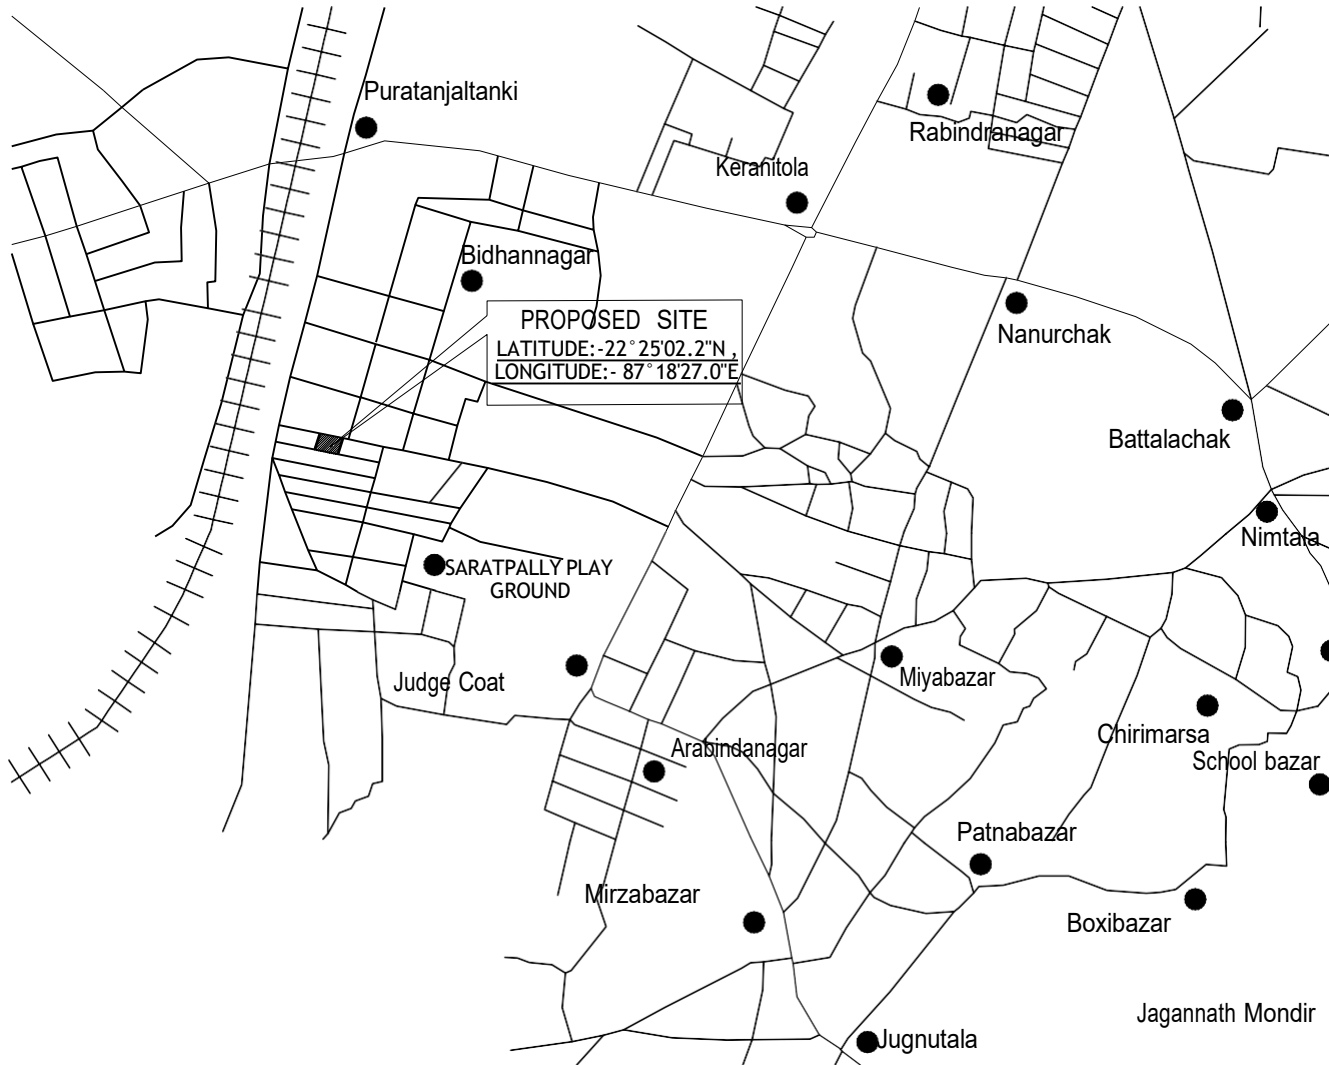 Puratanjaltanki
Rabindranagar
Keranitola
Bidhannagar
PROPOSED SITE
LATITUDE:-22°25'02.2"N ,
LONGITUDE:- 87°18'27.0"E
Nanurchak
Battalachak
Nimtala
SARATPALLY PLAY
GROUND
Judge Coat
Miyabazar
Chirimarsa
Arabindanagar
School bazar
Patnabazar
Mirzabazar
Boxibazar
Jagannath Mondir
Jugnutala